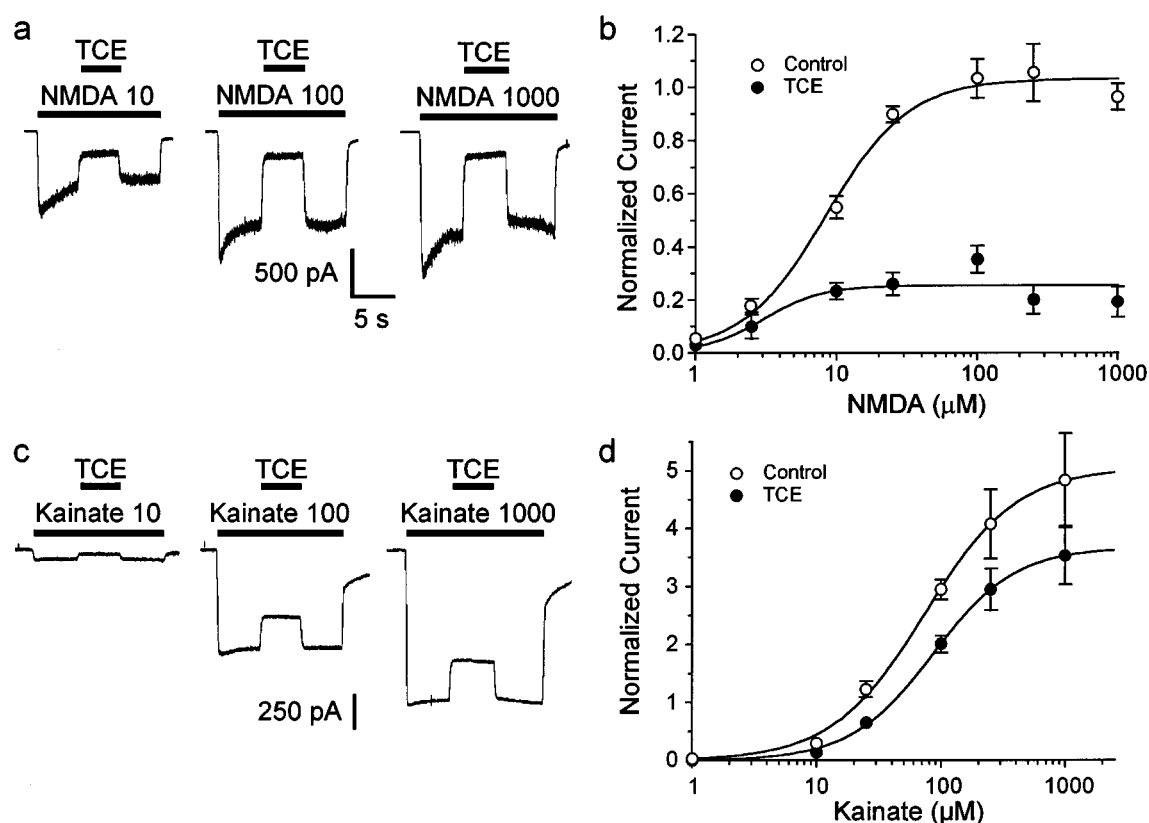 a
TCE
TCE
TCE
NMDA 10
NMDA 100
NMDA 1000
500 pA
5 s
b
Control
TCE
Normalized Current
1.2
1.0
0.8
0.6
0.4
0.2
0.0
1
10
100
1000
NMDA (µM)
c
TCE
TCE
TCE
Kainate 10
Kainate 100
Kainate 1000
250 pA
d
Control
TCE
Normalized Current
5
4
3
2
1
0
1
10
100
1000
Kainate (µM)